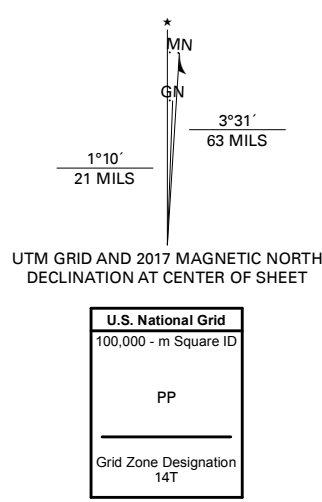 ★
MN
GN
3°31´
63 MILS
1°10´
21 MILS
UTM GRID AND 2017 MAGNETIC NORTH
DECLINATION AT CENTER OF SHEET
U.S. National Grid
100,000 - m Square ID
PP
Grid Zone Designation
14T